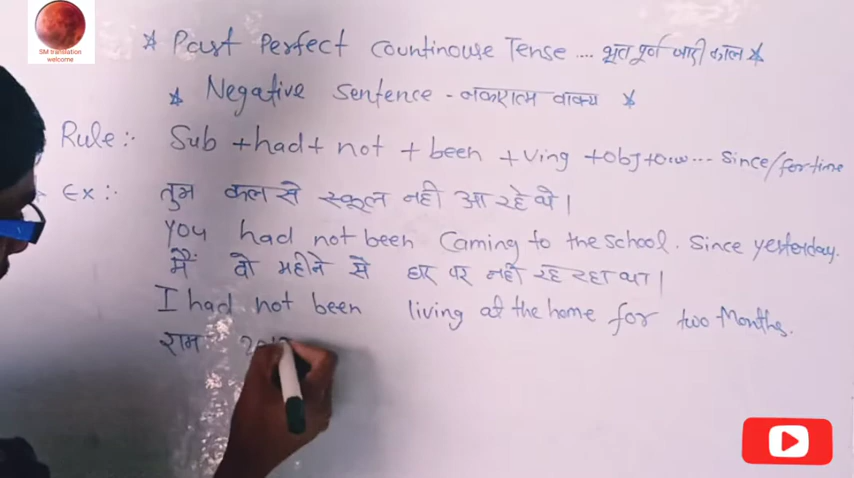 SM translation
welcome
* Past Perfect Countinouse Tense .... भूत पूर्ण जारी काल *
* Negative Sentence - नकरात्म वाक्य *
Rule :- Sub + had + not + been + Ving + obj + o.w... Since/for time
Ex :- तुम कल से स्कूल नही आ रहे थे।
You had not been Caming to the school. Since yesterday.
मैं दो महीने से घर पर नही रह रहा था।
I had not been living at the home for two Months.
राम